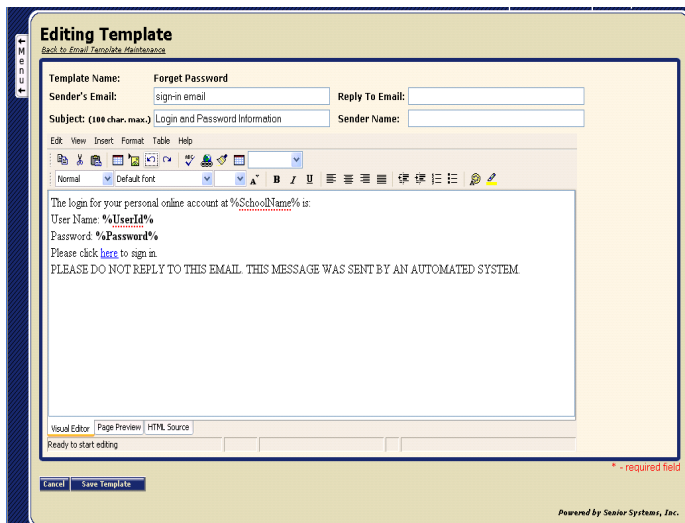 Editing Template
Back to Email Template Maintenance
Menu
Template Name: Forget Password
Sender's Email: sign-in email Reply To Email:
Subject: (100 char. max.) Login and Password Information Sender Name:
Edit View Insert Format Table Help
ABC
Normal Default font A B I U
The login for your personal online account at %SchoolName% is:
User Name: %UserId%
Password: %Password%
Please click here to sign in.
PLEASE DO NOT REPLY TO THIS EMAIL. THIS MESSAGE WAS SENT BY AN AUTOMATED SYSTEM.
Visual Editor Page Preview HTML Source
Ready to start editing
* - required field
Cancel Save Template
Powered by Senior Systems, Inc.